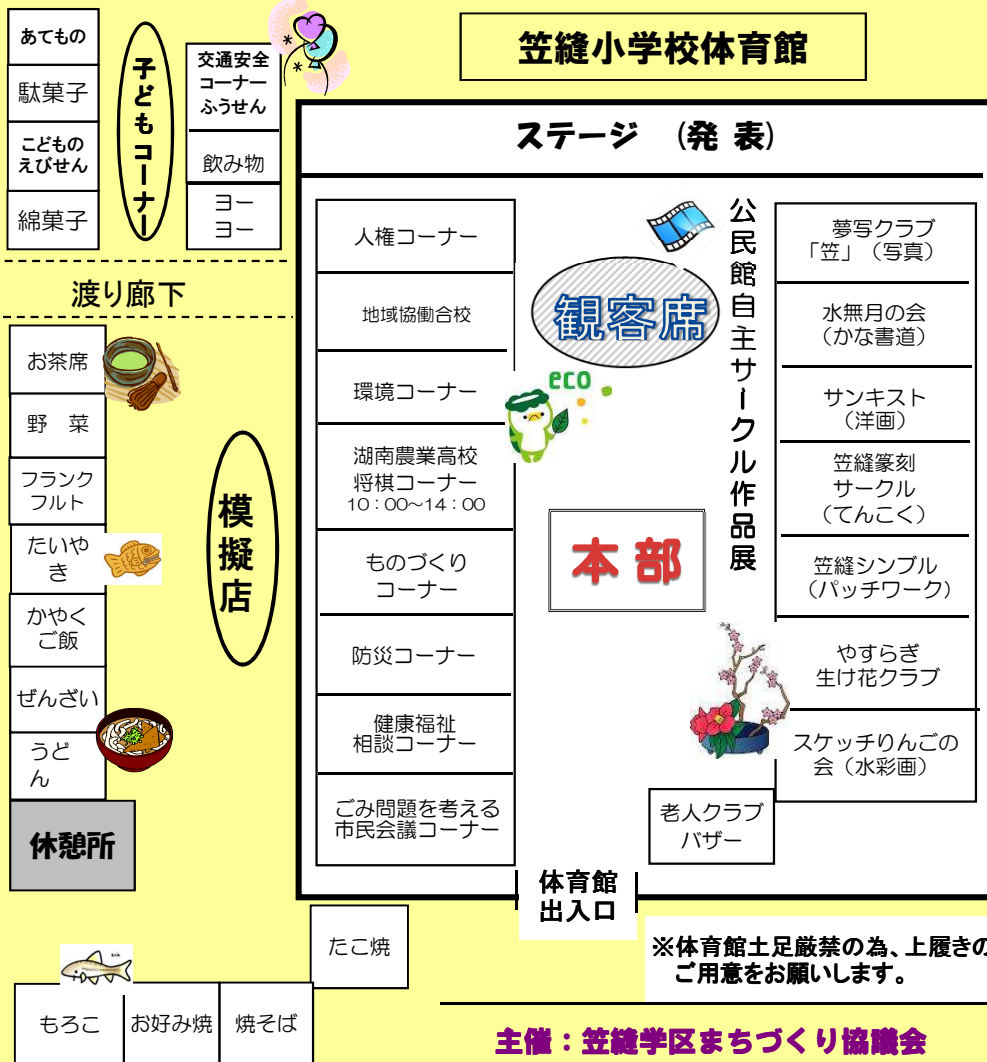 笠縫小学校体育館
あてもの
駄菓子
こどもの
えびせん
綿菓子
子どもコーナー
交通安全
コーナー
ふうせん
飲み物
ヨー
ヨー
渡り廊下
お茶席
野　菜
フランク
フルト
たいや
き
かやく
ご飯
ぜんざい
うど
ん
休憩所
模擬店
ステージ　(発 表)
人権コーナー
地域協働合校
環境コーナー
湖南農業高校
将棋コーナー
10：00～14：00
ものづくり
コーナー
防災コーナー
健康福祉
相談コーナー
ごみ問題を考える
市民会議コーナー
観客席
eco
本部
公民館自主サークル作品展
夢写クラブ
「笠」（写真）
水無月の会
（かな書道）
サンキスト
（洋画）
笠縫篆刻
サークル
（てんこく）
笠縫シンプル
（パッチワーク）
やすらぎ
生け花クラブ
スケッチりんごの
会（水彩画）
老人クラブ
バザー
体育館
出入口
たこ焼
もろこ
お好み焼
焼そば
※体育館土足厳禁の為、上履きの
ご用意をお願いします。
主催：笠縫学区まちづくり協議会